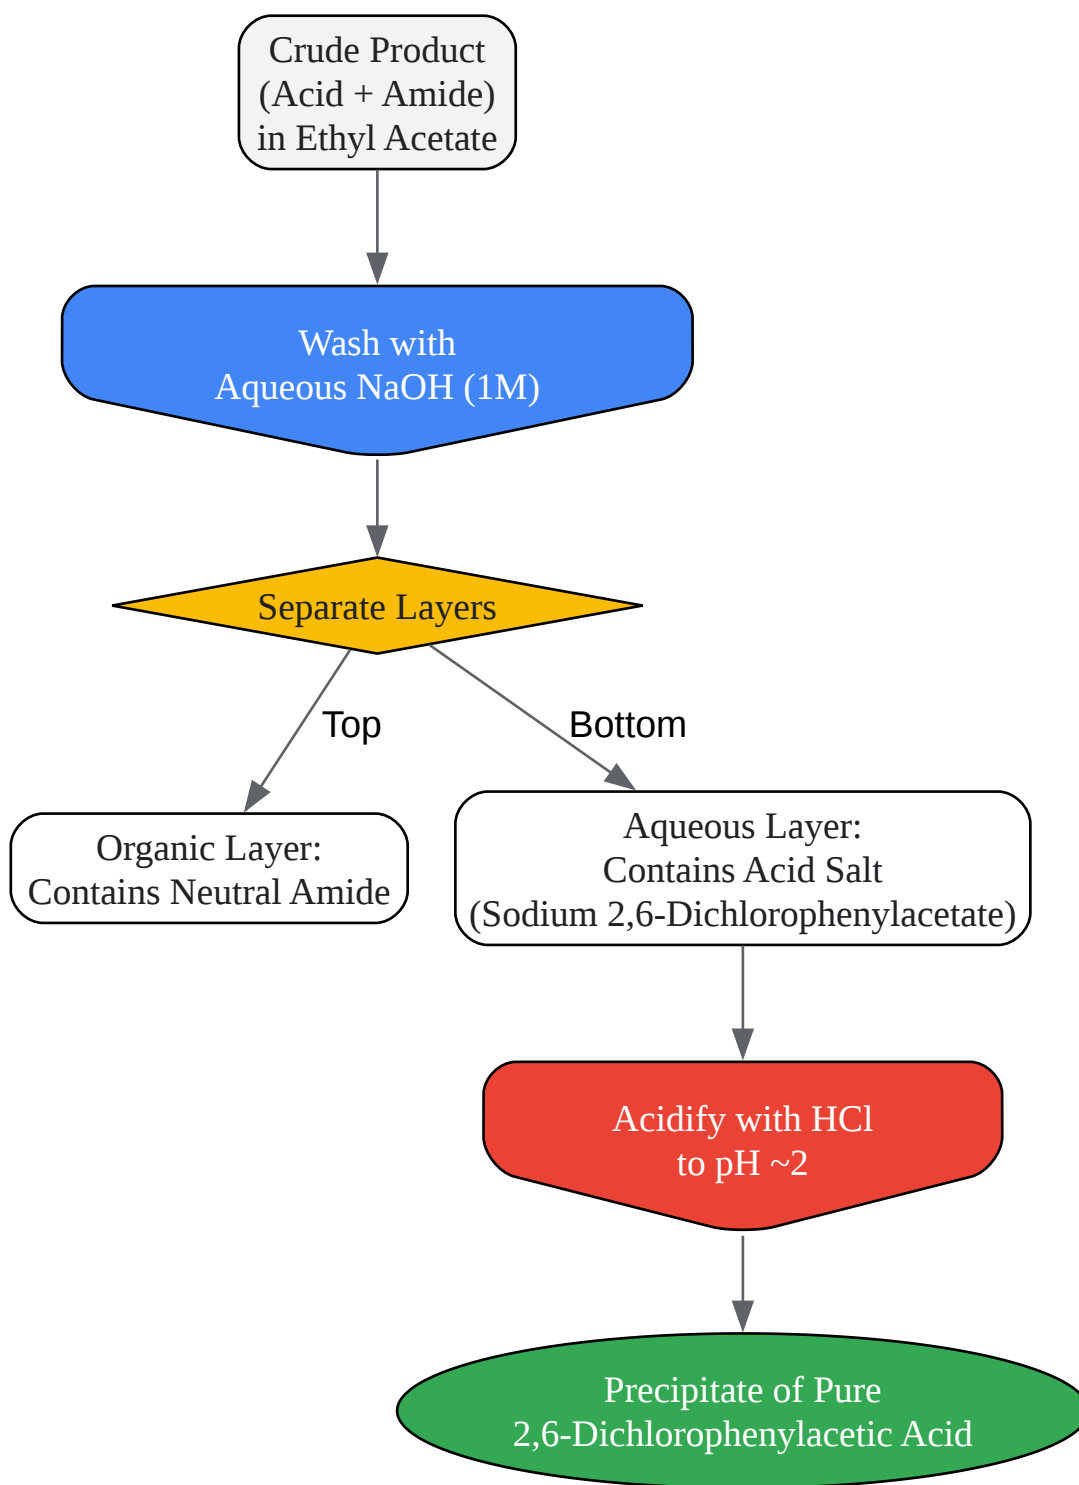 Crude Product
(Acid + Amide)
in Ethyl Acetate
Wash with
Aqueous NaOH (1M)
Separate Layers
Top
Bottom
Organic Layer:
Contains Neutral Amide
Aqueous Layer:
Contains Acid Salt
(Sodium 2,6-Dichlorophenylacetate)
Acidify with HCl
to pH ~2
Precipitate of Pure
2,6-Dichlorophenylacetic Acid